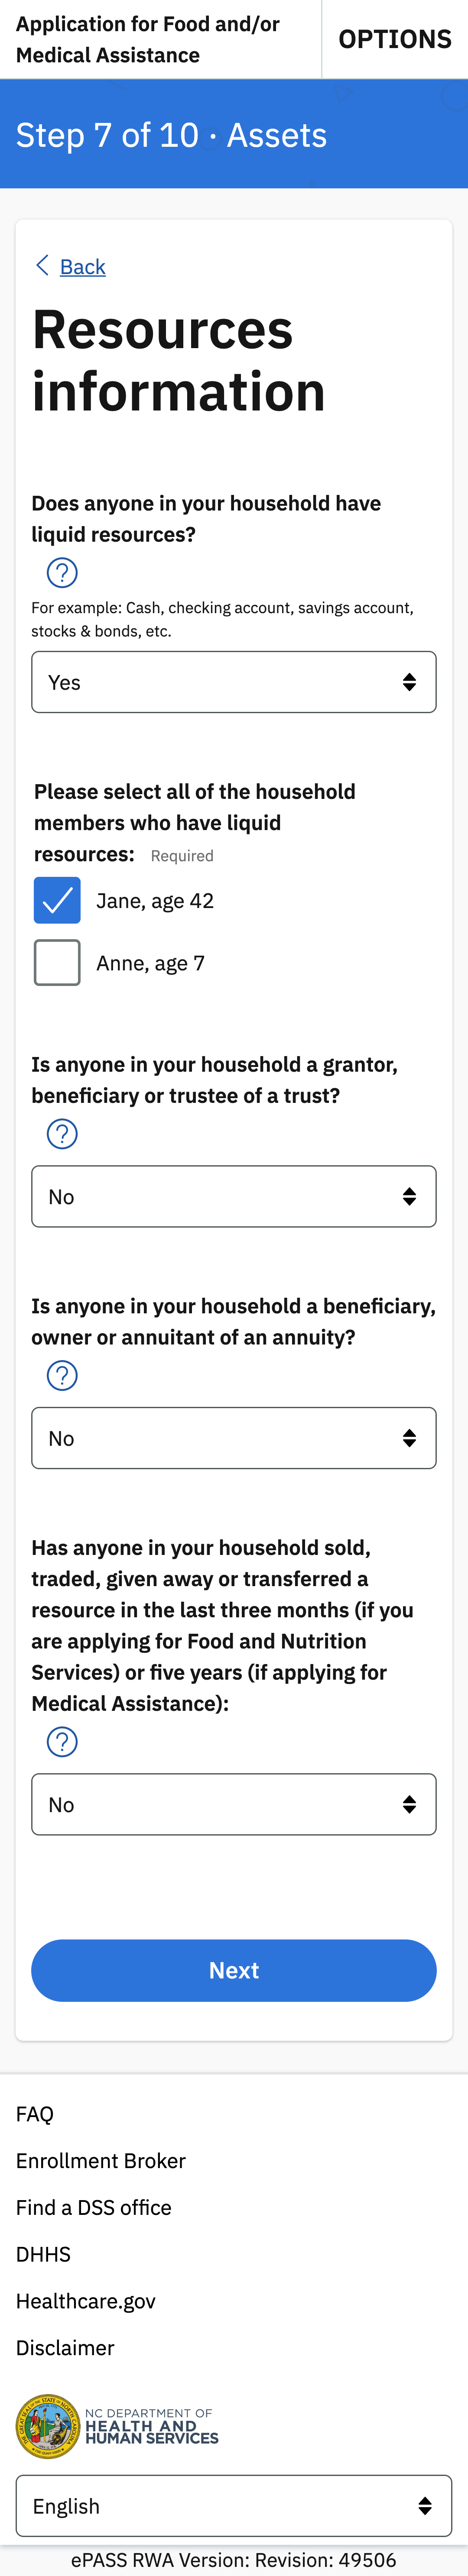 Application for Food and/or
Medical Assistance
OPTIONS
Step 7 of 10 · Assets
Back
Resources
information
Does anyone in your household have
liquid resources?
?
For example: Cash, checking account, savings account,
stocks & bonds, etc.
Yes
Please select all of the household
members who have liquid
resources: Required
Jane, age 42
Anne, age 7
Is anyone in your household a grantor,
beneficiary or trustee of a trust?
?
No
Is anyone in your household a beneficiary,
owner or annuitant of an annuity?
?
No
Has anyone in your household sold,
traded, given away or transferred a
resource in the last three months (if you
are applying for Food and Nutrition
Services) or five years (if applying for
Medical Assistance):
?
No
Next
FAQ
Enrollment Broker
Find a DSS office
DHHS
Healthcare.gov
Disclaimer
NC DEPARTMENT OF
HEALTH AND
HUMAN SERVICES
English
ePASS RWA Version: Revision: 49506